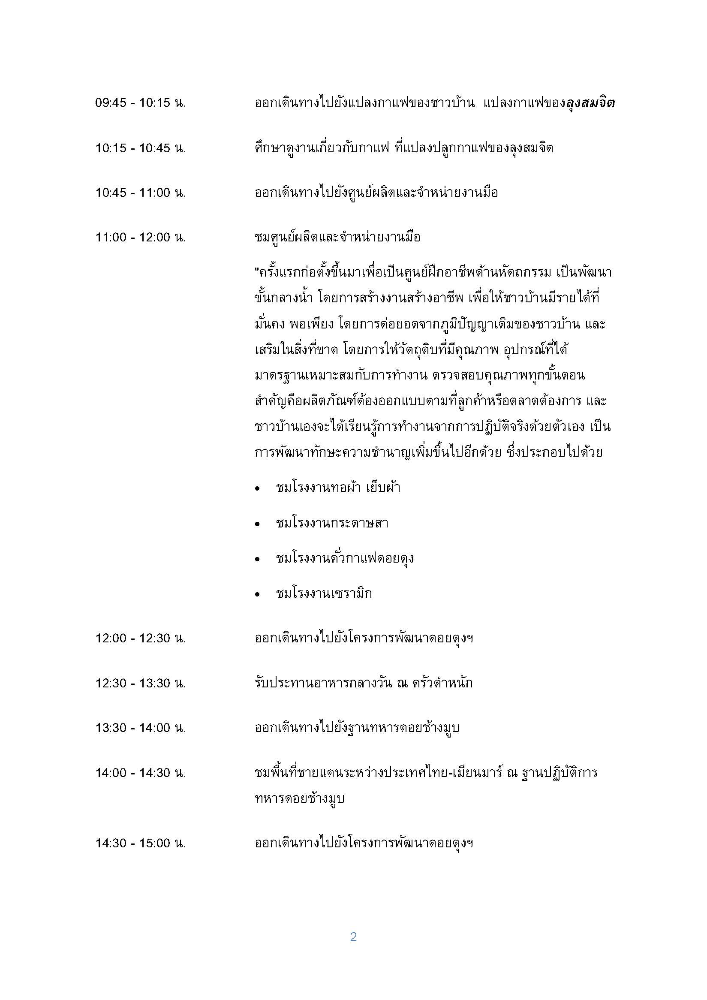 09:45 - 10:15 น. ออกเดินทางไปยังแปลงกาแฟของชาวบ้าน แปลงกาแฟของลุงสมจิต
10:15 - 10:45 น. ศึกษาดูงานเกี่ยวกับกาแฟ ที่แปลงปลูกกาแฟของลุงสมจิต
10:45 - 11:00 น. ออกเดินทางไปยังศูนย์ผลิตและจำหน่ายงานมือ
11:00 - 12:00 น. ชมศูนย์ผลิตและจำหน่ายงานมือ
"ครั้งแรกก่อตั้งขึ้นมาเพื่อเป็นศูนย์ฝึกอาชีพด้านหัตถกรรม เป็นพัฒนา
ขั้นกลางน้ำ โดยการสร้างงานสร้างอาชีพ เพื่อให้ชาวบ้านมีรายได้ที่
มั่นคง พอเพียง โดยการต่อยอดจากภูมิปัญญาเดิมของชาวบ้าน และ
เสริมในสิ่งที่ขาด โดยการให้วัตถุดิบที่มีคุณภาพ อุปกรณ์ที่ได้
มาตรฐานเหมาะสมกับการทำงาน ตรวจสอบคุณภาพทุกขั้นตอน
สำคัญคือผลิตภัณฑ์ต้องออกแบบตามที่ลูกค้าหรือตลาดต้องการ และ
ชาวบ้านเองจะได้เรียนรู้การทำงานจากการปฏิบัติจริงด้วยตัวเอง เป็น
การพัฒนาทักษะความชำนาญเพิ่มขึ้นไปอีกด้วย ซึ่งประกอบไปด้วย
• ชมโรงงานทอผ้า เย็บผ้า
• ชมโรงงานกระดาษสา
• ชมโรงงานคั่วกาแฟดอยตุง
• ชมโรงงานเซรามิก
12:00 - 12:30 น. ออกเดินทางไปยังโครงการพัฒนาดอยตุงฯ
12:30 - 13:30 น. รับประทานอาหารกลางวัน ณ ครัวตำหนัก
13:30 - 14:00 น. ออกเดินทางไปยังฐานทหารดอยช้างมูบ
14:00 - 14:30 น. ชมพื้นที่ชายแดนระหว่างประเทศไทย-เมียนมาร์ ณ ฐานปฏิบัติการ
ทหารดอยช้างมูบ
14:30 - 15:00 น. ออกเดินทางไปยังโครงการพัฒนาดอยตุงฯ
2